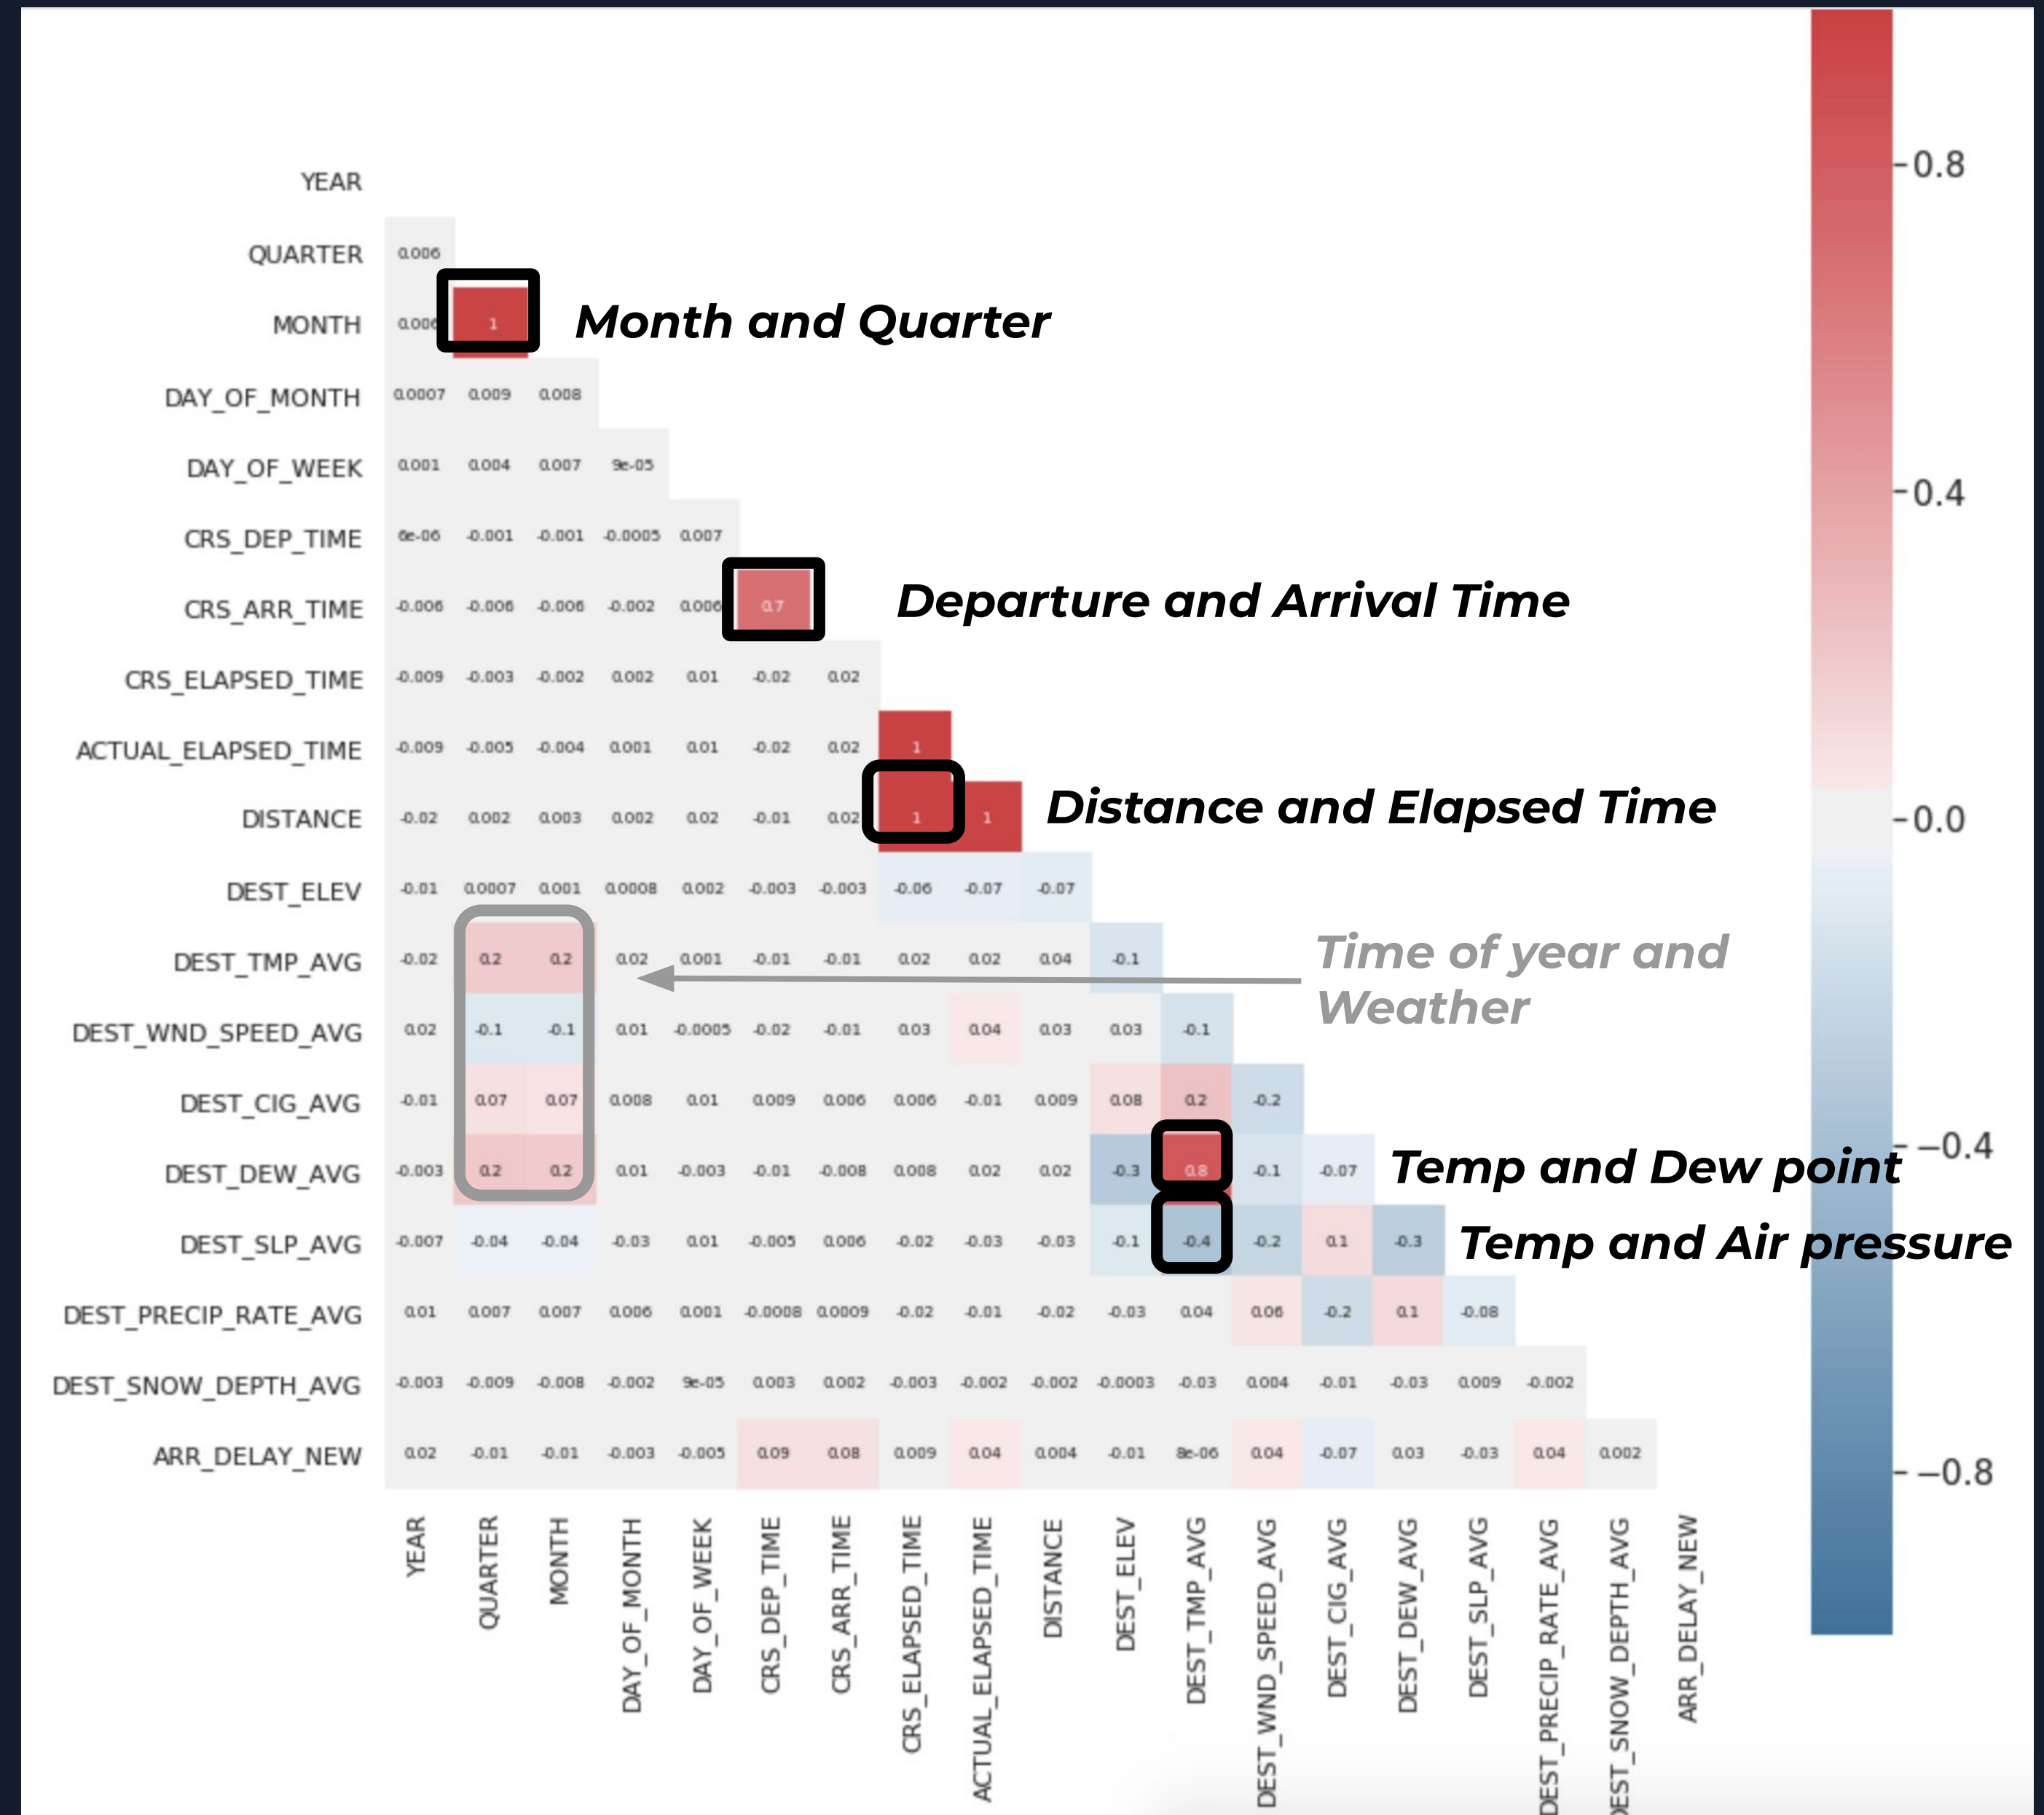 0.8
YEAR
QUARTER 0.006
MONTH 0.006 1 Month and Quarter
DAY_OF_MONTH 0.0007 0.009 0.008
0.4
DAY_OF_WEEK 0.001 0.004 0.007 9e-05
CRS_DEP_TIME 6e-06 -0.001 -0.001 -0.0005 0.007
CRS_ARR_TIME -0.006 -0.006 -0.006 -0.002 0.006 0.7 Departure and Arrival Time
CRS_ELAPSED_TIME -0.009 -0.003 -0.002 0.002 0.01 -0.02 0.02
ACTUAL_ELAPSED_TIME -0.009 -0.005 -0.004 0.001 0.01 -0.02 0.02 1
DISTANCE -0.02 0.002 0.003 0.002 0.02 -0.01 0.02 1 1 Distance and Elapsed Time
0.0
DEST_ELEV -0.01 0.0007 0.001 0.0008 0.002 -0.003 -0.003 -0.06 -0.07 -0.07
DEST_TMP_AVG -0.02 0.2 0.2 0.02 0.001 -0.01 -0.01 0.02 0.02 0.04 -0.1
Time of year and
Weather
DEST_WND_SPEED_AVG 0.02 -0.1 -0.1 0.01 -0.0005 -0.02 -0.01 0.03 0.04 0.03 0.03 -0.1
DEST_CIG_AVG -0.01 0.07 0.07 0.008 0.01 0.009 0.006 0.006 -0.01 0.009 0.08 0.2 -0.2
−0.4
DEST_DEW_AVG -0.003 0.2 0.2 0.01 -0.003 -0.01 -0.008 0.008 0.02 0.02 -0.3 0.8 -0.1 -0.07 Temp and Dew point
DEST_SLP_AVG -0.007 -0.04 -0.04 -0.03 0.01 -0.005 0.006 -0.02 -0.03 -0.03 -0.1 -0.4 -0.2 0.1 -0.3 Temp and Air pressure
DEST_PRECIP_RATE_AVG 0.01 0.007 0.007 0.006 0.001 -0.0008 0.0009 -0.02 -0.01 -0.02 -0.03 0.04 0.06 -0.2 0.1 -0.08
DEST_SNOW_DEPTH_AVG -0.003 -0.009 -0.008 -0.002 9e-05 0.003 0.002 -0.003 -0.002 -0.002 -0.0003 -0.03 0.004 -0.01 -0.03 0.009 -0.002
ARR_DELAY_NEW 0.02 -0.01 -0.01 -0.003 -0.005 0.09 0.08 0.009 0.04 0.004 -0.01 8e-06 0.04 -0.07 0.03 -0.03 0.04 0.002
−0.8
YEAR
QUARTER
MONTH
DAY_OF_MONTH
DAY_OF_WEEK
CRS_DEP_TIME
CRS_ARR_TIME
CRS_ELAPSED_TIME
ACTUAL_ELAPSED_TIME
DISTANCE
DEST_ELEV
DEST_TMP_AVG
DEST_WND_SPEED_AVG
DEST_CIG_AVG
DEST_DEW_AVG
DEST_SLP_AVG
DEST_PRECIP_RATE_AVG
DEST_SNOW_DEPTH_AVG
ARR_DELAY_NEW